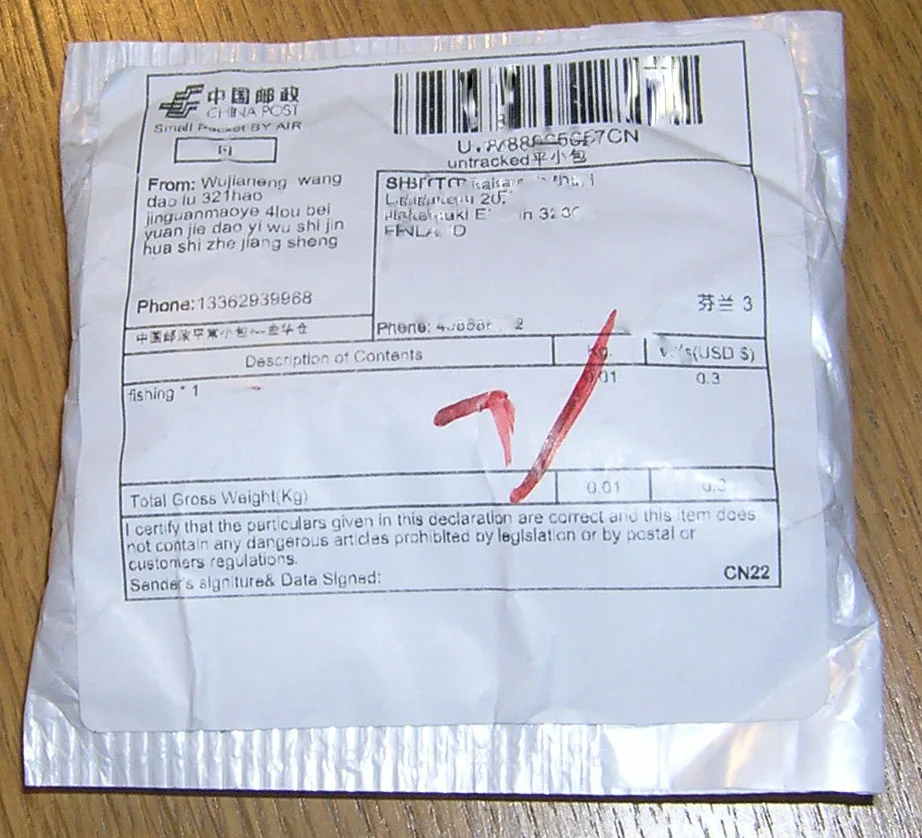 中国邮政
CHINA POST
Small Packet BY AIR
untracked平小包
From: Wujianeng wang
dao lu 321hao
jinguanmaoye 4lou bei
yuan jie dao yi wu shi jin
hua shi zhe jiang sheng
Phone:13362939968
FINLAND
芬兰 3
Phone:
Description of Contents
Kg.
(USD $)
fishing * 1
0.3
Total Gross Weight(Kg)
0.01
I certify that the particulars given in this declaration are correct and this item does
not contain any dangerous articles prohibited by legislation or by postal or
customers regulations.
Sender's signiture& Data Signed:
CN22